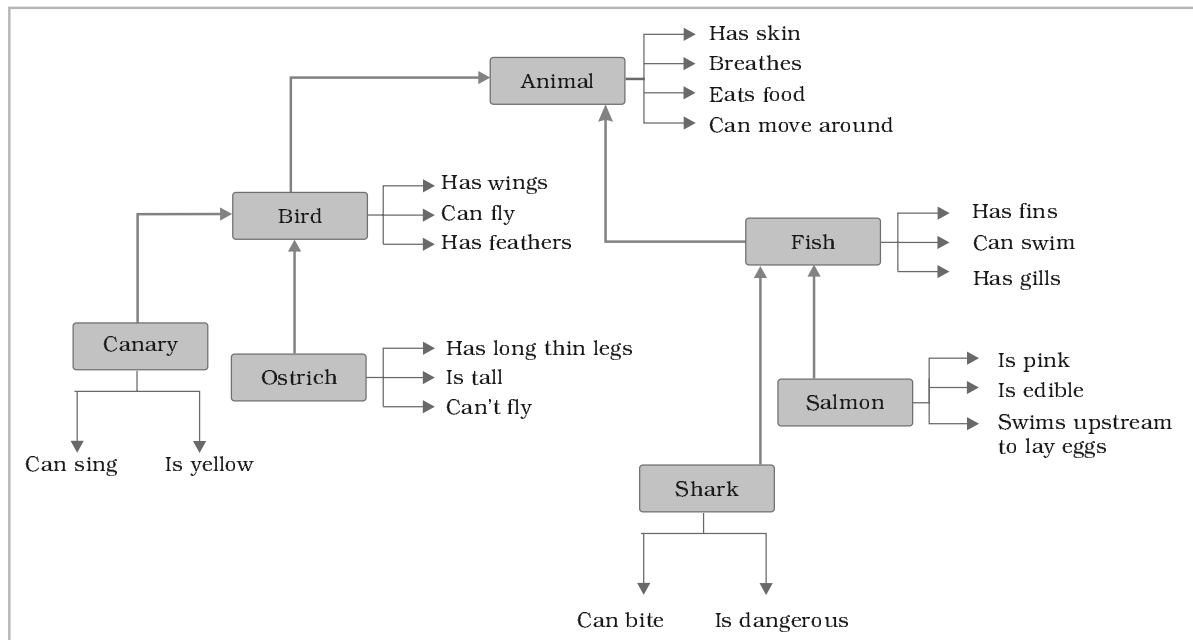 Animal
Has skin
Breathes
Eats food
Can move around
Bird
Has wings
Can fly
Has feathers
Fish
Has fins
Can swim
Has gills
Canary
Can sing
Is yellow
Ostrich
Has long thin legs
Is tall
Can't fly
Salmon
Is pink
Is edible
Swims upstream
to lay eggs
Shark
Can bite
Is dangerous